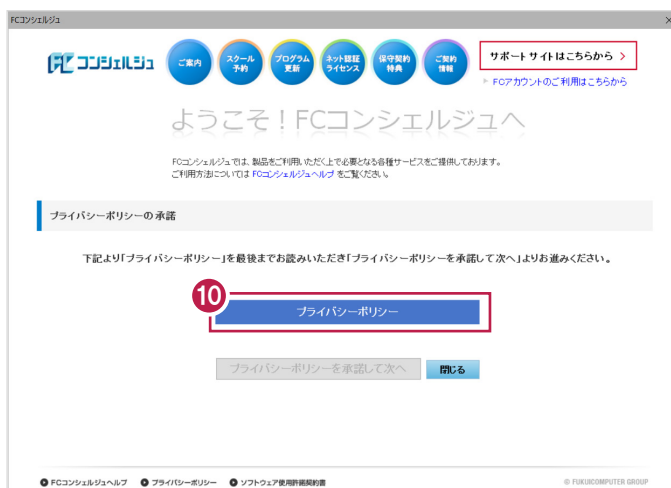 FCコンシェルジュ
×
FC コンシェルジュ
ご案内
スクール
予約
プログラム
更新
ネット認証
ライセンス
保守契約
特典
ご契約
情報
サポートサイトはこちらから >
FCアカウントのご利用はこちらから
ようこそ!FCコンシェルジュへ
FCコンシェルジュでは、製品をご利用いただく上で必要となる各種サービスをご提供しております。
ご利用方法については FCコンシェルジュヘルプ をご覧ください。
プライバシーポリシーの承諾
下記より「プライバシーポリシー」を最後までお読みいただき「プライバシーポリシーを承諾して次へ」よりお進みください。
10
プライバシーポリシー
プライバシーポリシーを承諾して次へ
閉じる
FCコンシェルジュヘルプ プライバシーポリシー ソフトウェア使用許諾契約書
© FUKUICOMPUTER GROUP